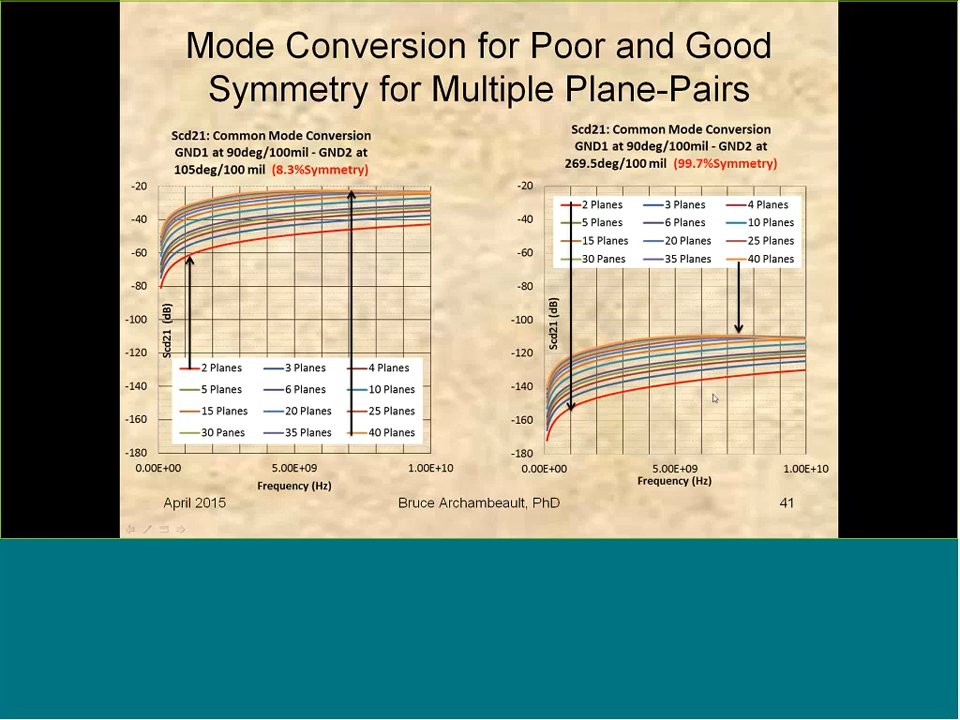 Mode Conversion for Poor and Good
Symmetry for Multiple Plane-Pairs
Scd21: Common Mode Conversion
GND1 at 90deg/100mil - GND2 at
105deg/100 mil (8.3%Symmetry)
-20
-40
-60
-80
-100
-120
-140
-160
-180
Scd21 (dB)
2 Planes 3 Planes 4 Planes
5 Planes 6 Planes 10 Planes
15 Planes 20 Planes 25 Planes
30 Panes 35 Planes 40 Planes
0.00E+00 5.00E+09 1.00E+10
Frequency (Hz)
Scd21: Common Mode Conversion
GND1 at 90deg/100mil - GND2 at
269.5deg/100 mil (99.7%Symmetry)
-20
-40
-60
-80
-100
-120
-140
-160
-180
Scd21 (dB)
2 Planes 3 Planes 4 Planes
5 Planes 6 Planes 10 Planes
15 Planes 20 Planes 25 Planes
30 Panes 35 Planes 40 Planes
0.00E+00 5.00E+09 1.00E+10
Frequency (Hz)
April 2015 Bruce Archambeault, PhD 41